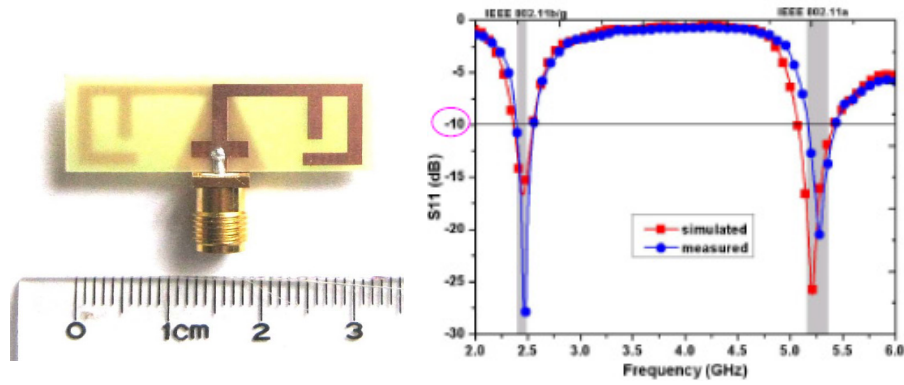 0 1cm 2 3
IEEE 802.11b/g
IEEE 802.11a
0
-5
-10
-15
-20
-25
-30
S11 (dB)
simulated
measured
2.0 2.5 3.0 3.5 4.0 4.5 5.0 5.5 6.0
Frequency (GHz)